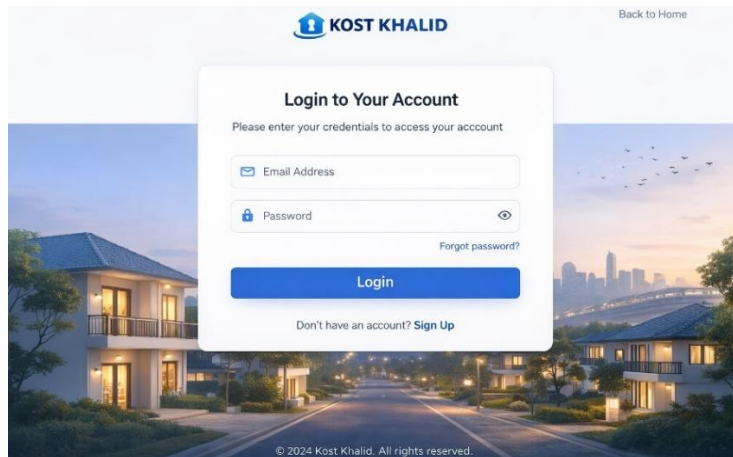 KOST KHALID
Back to Home
Login to Your Account
Please enter your credentials to access your acccount
Email Address
Password
Forgot password?
Login
Don't have an account? Sign Up
© 2024 Kost Khalid. All rights reserved.